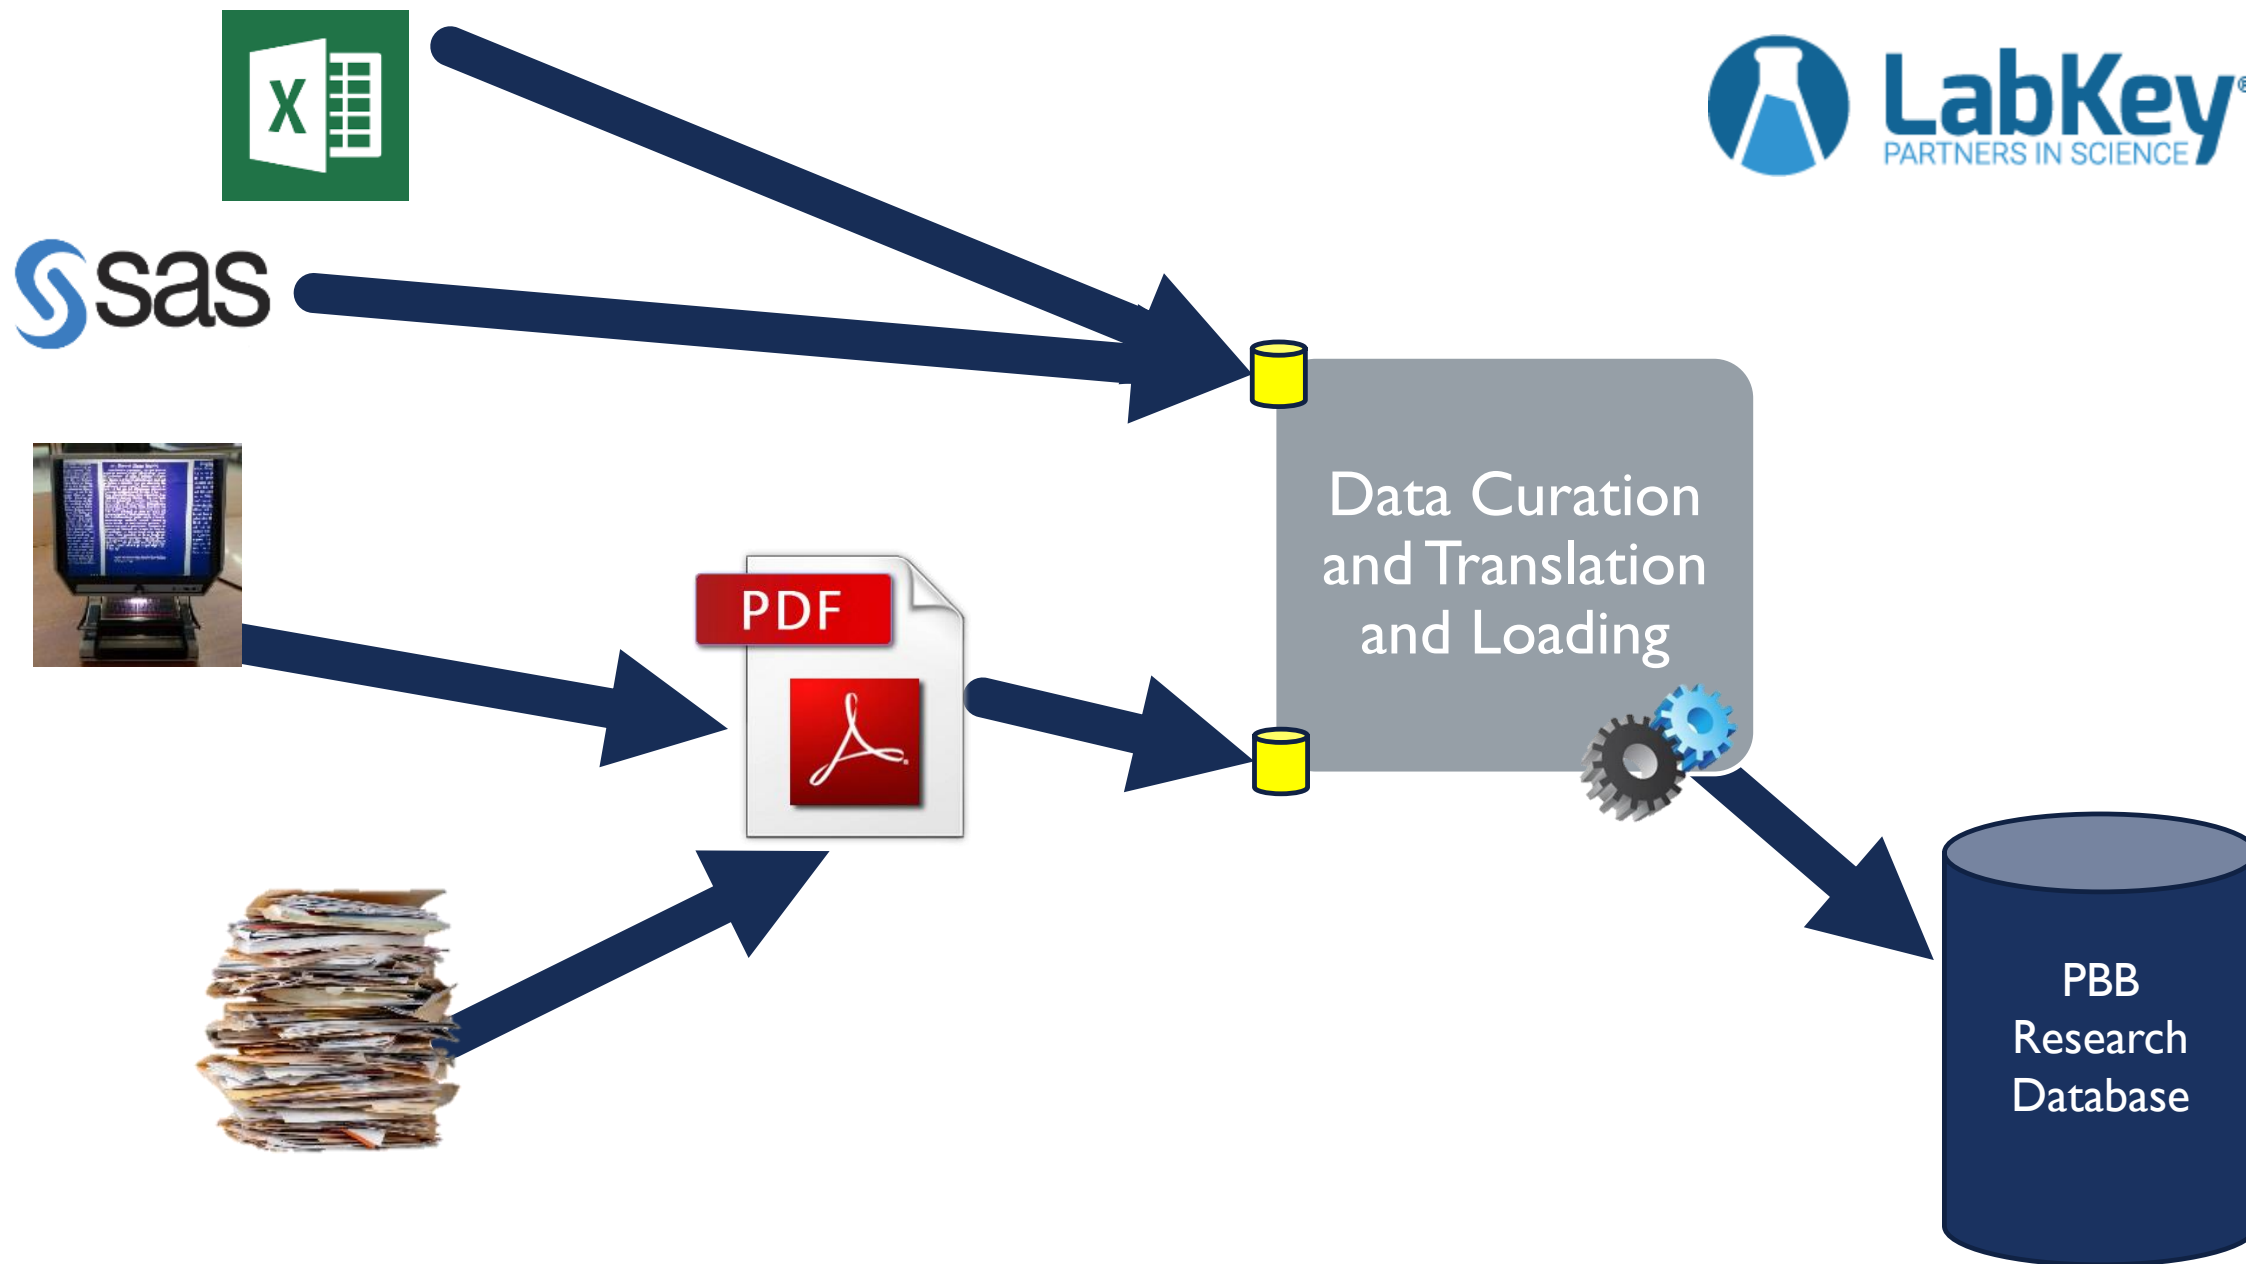 X
LabKey®
PARTNERS IN SCIENCE
sas
PDF
Data Curation
and Translation
and Loading
PBB
Research
Database